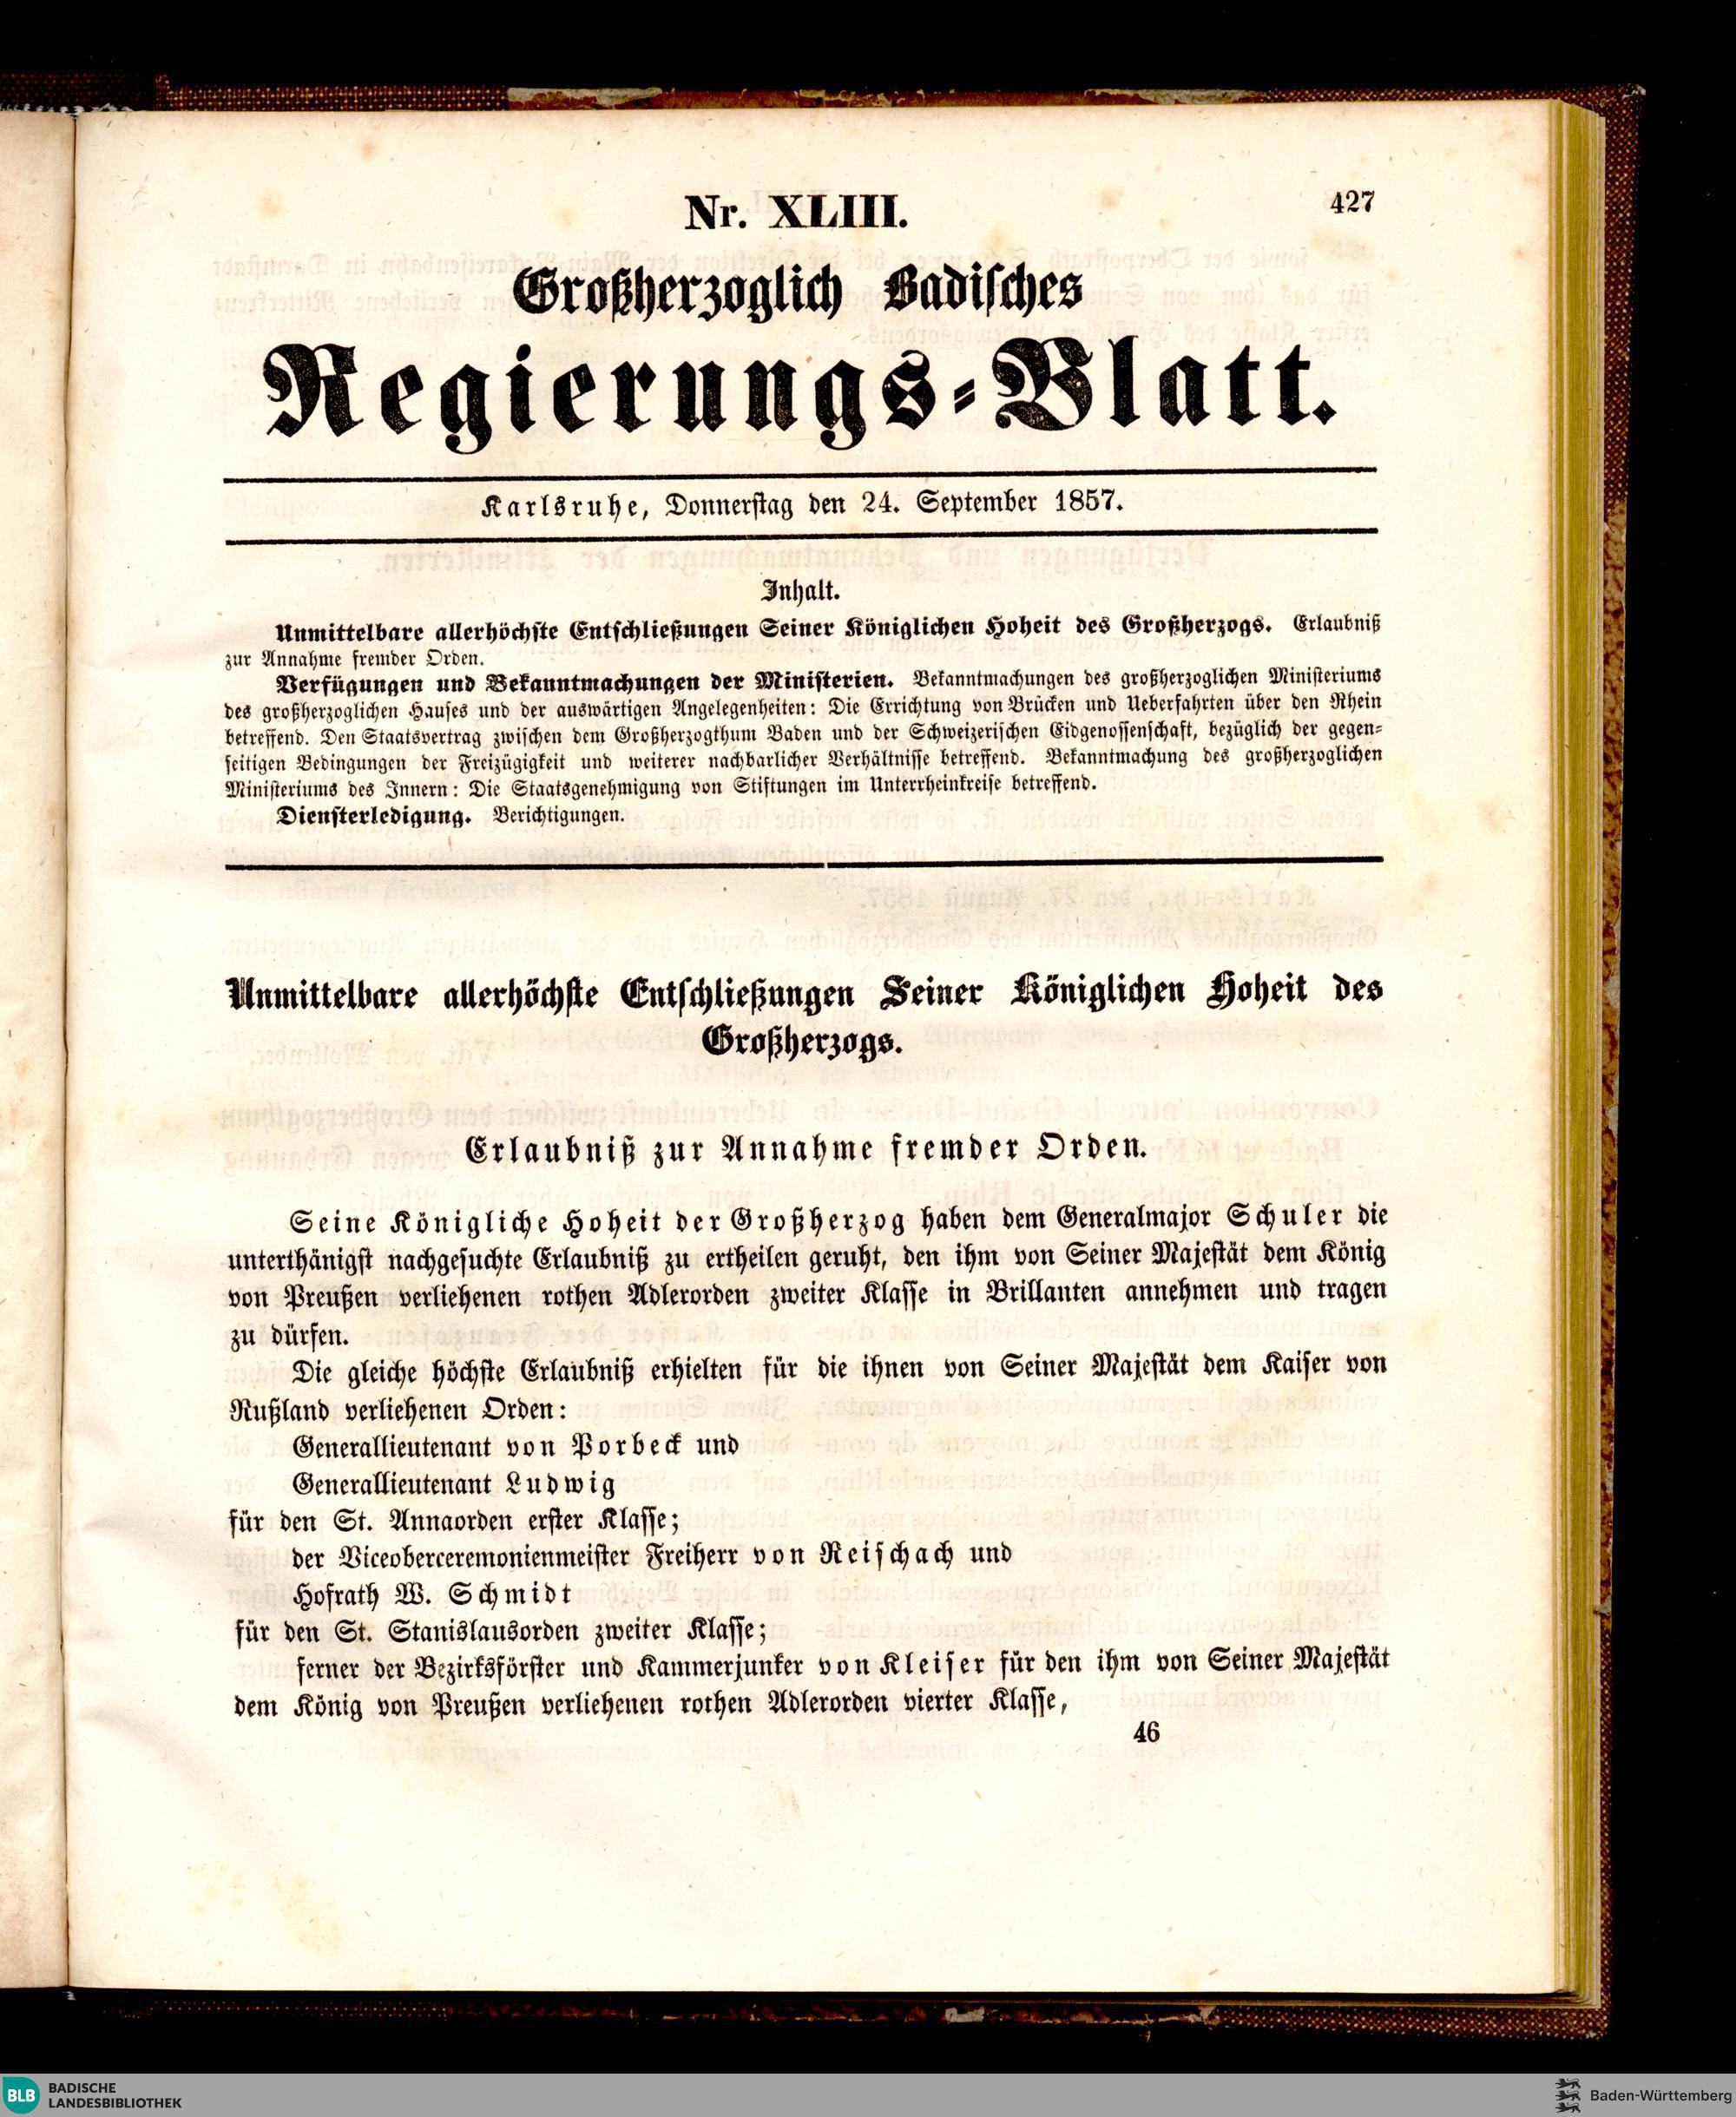 Nr. XLIII.
427
Großherzoglich Badisches
Regierungs-Blatt.
Karlsruhe, Donnerstag den 24. September 1857.
Inhalt.
Unmittelbare allerhöchste Entschließungen Seiner Königlichen Hoheit des Großherzogs. Erlaubniß
zur Annahme fremder Orden.
Verfügungen und Bekanntmachungen der Ministerien. Bekanntmachungen des großherzoglichen Ministeriums
des großherzoglichen Hauses und der auswärtigen Angelegenheiten: Die Errichtung von Brücken und Ueberfahrten über den Rhein
betreffend. Den Staatsvertrag zwischen dem Großherzogthum Baden und der Schweizerischen Eidgenossenschaft, bezüglich der gegen-
seitigen Bedingungen der Freizügigkeit und weiterer nachbarlicher Verhältnisse betreffend. Bekanntmachung des großherzoglichen
Ministeriums des Innern: Die Staatsgenehmigung von Stiftungen im Unterrheinkreise betreffend.
Diensterledigung. Berichtigungen.
Unmittelbare allerhöchste Entschließungen Seiner Königlichen Hoheit des
Großherzogs.
Erlaubniß zur Annahme fremder Orden.
Seine Königliche Hoheit der Großherzog haben dem Generalmajor Schuler die
unterthänigst nachgesuchte Erlaubniß zu ertheilen geruht, den ihm von Seiner Majestät dem König
von Preußen verliehenen rothen Adlerorden zweiter Klasse in Brillanten annehmen und tragen
zu dürfen.
Die gleiche höchste Erlaubniß erhielten für die ihnen von Seiner Majestät dem Kaiser von
Rußland verliehenen Orden:
Generallieutenant von Porbeck und
Generallieutenant Ludwig
für den St. Annaorden erster Klasse;
der Viceoberceremonienmeister Freiherr von Reischach und
Hofrath W. Schmidt
für den St. Stanislausorden zweiter Klasse;
ferner der Bezirksförster und Kammerjunker von Kleiser für den ihm von Seiner Majestät
dem König von Preußen verliehenen rothen Adlerorden vierter Klasse,
46
BLB BADISCHE
LANDESBIBLIOTHEK
Baden-Württemberg